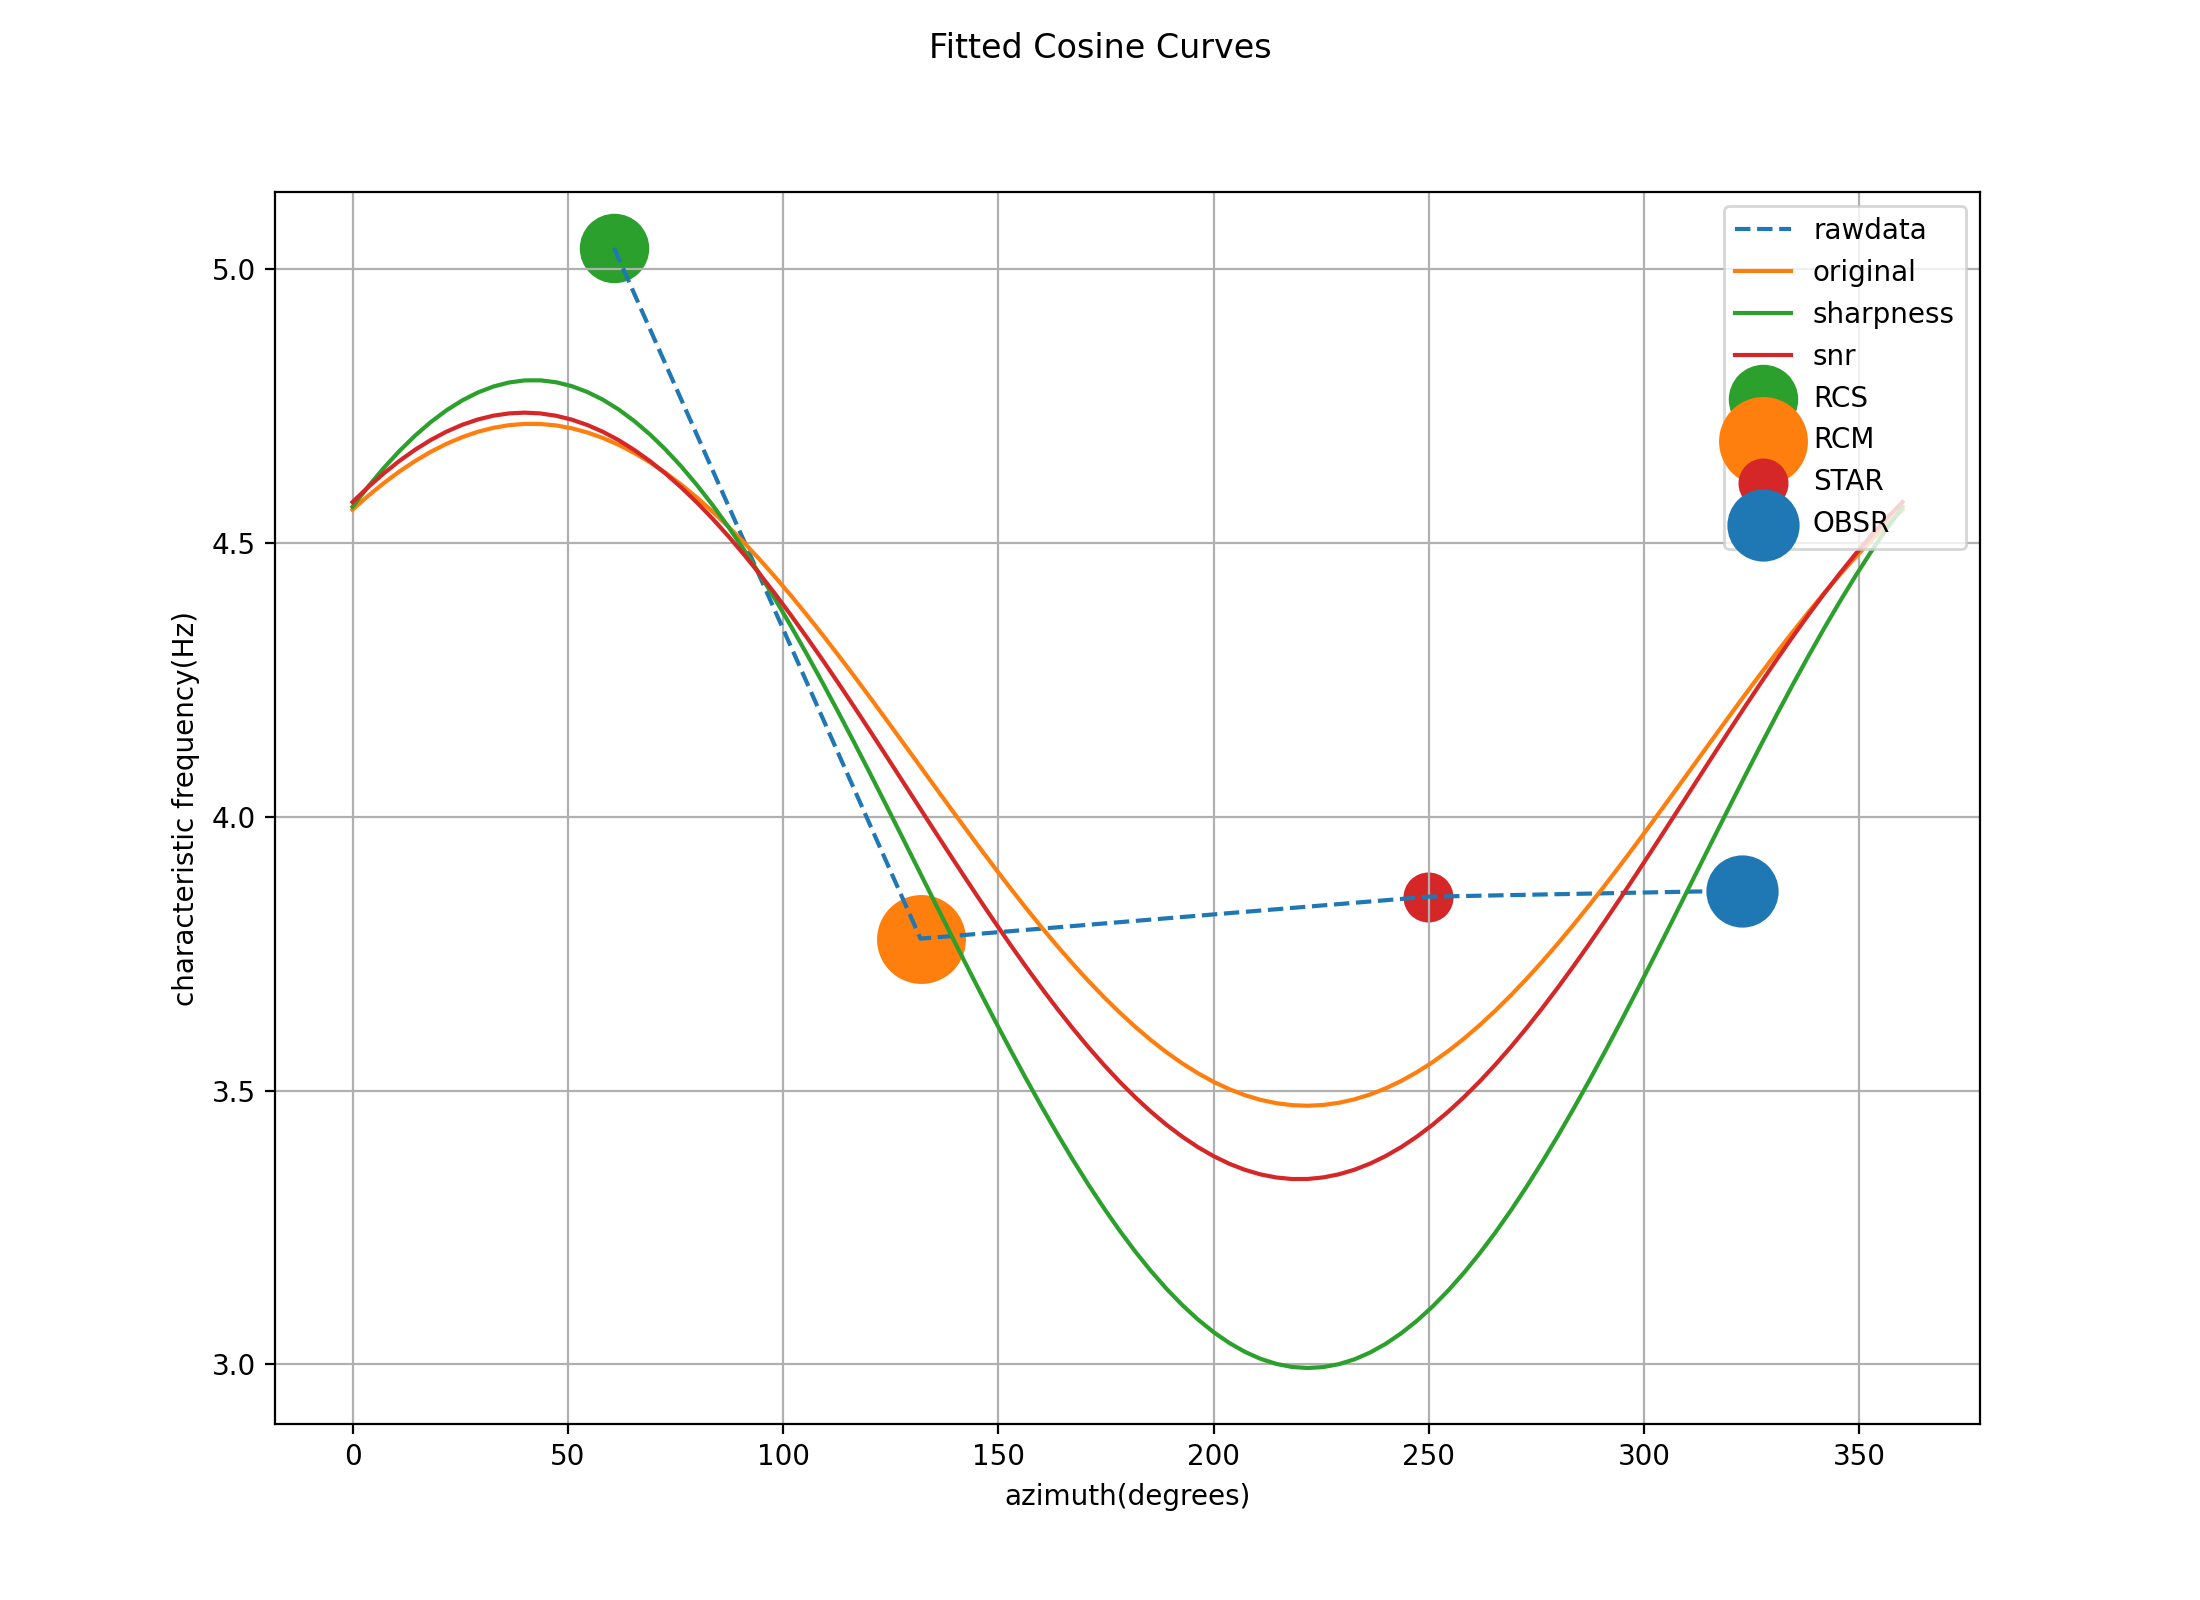 Fitted Cosine Curves
rawdata
original
sharpness
snr
RCS
RCM
STAR
OBSR
5.0
4.5
4.0
3.5
3.0
characteristic frequency(Hz)
0 50 100 150 200 250 300 350
azimuth(degrees)